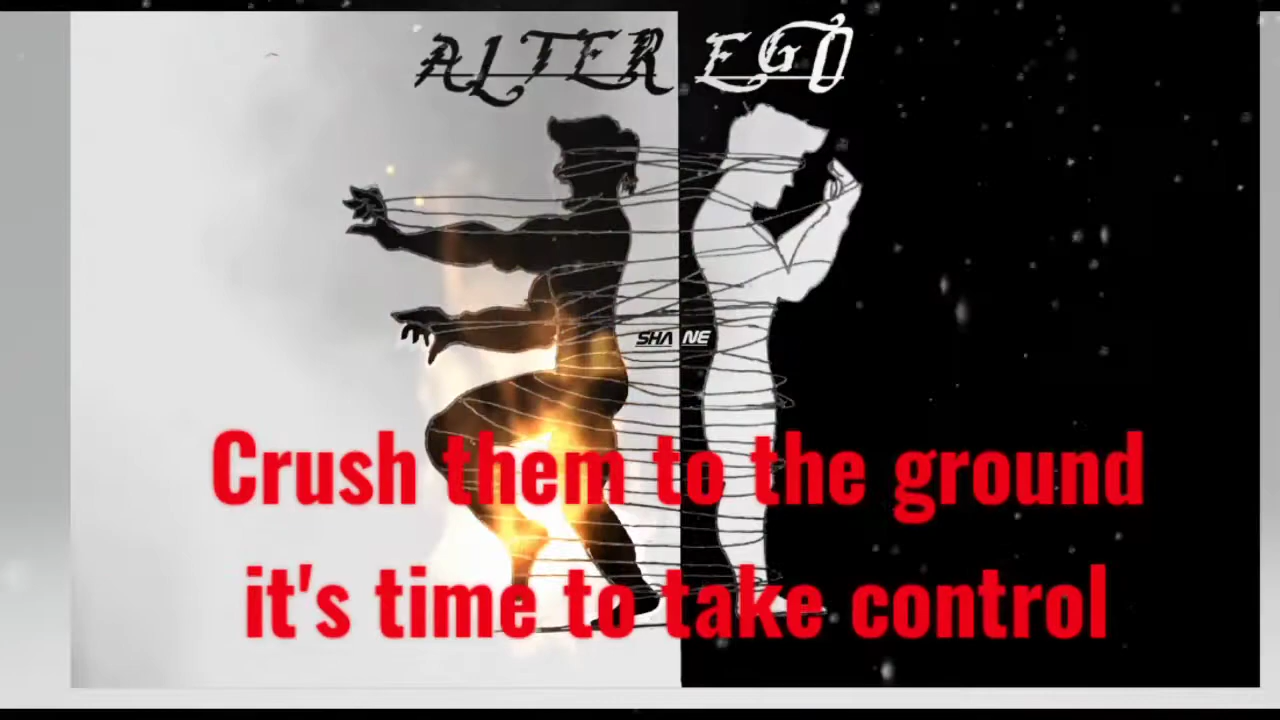 ALTER EGO
SHANE
Crush them to the ground
it's time to take control